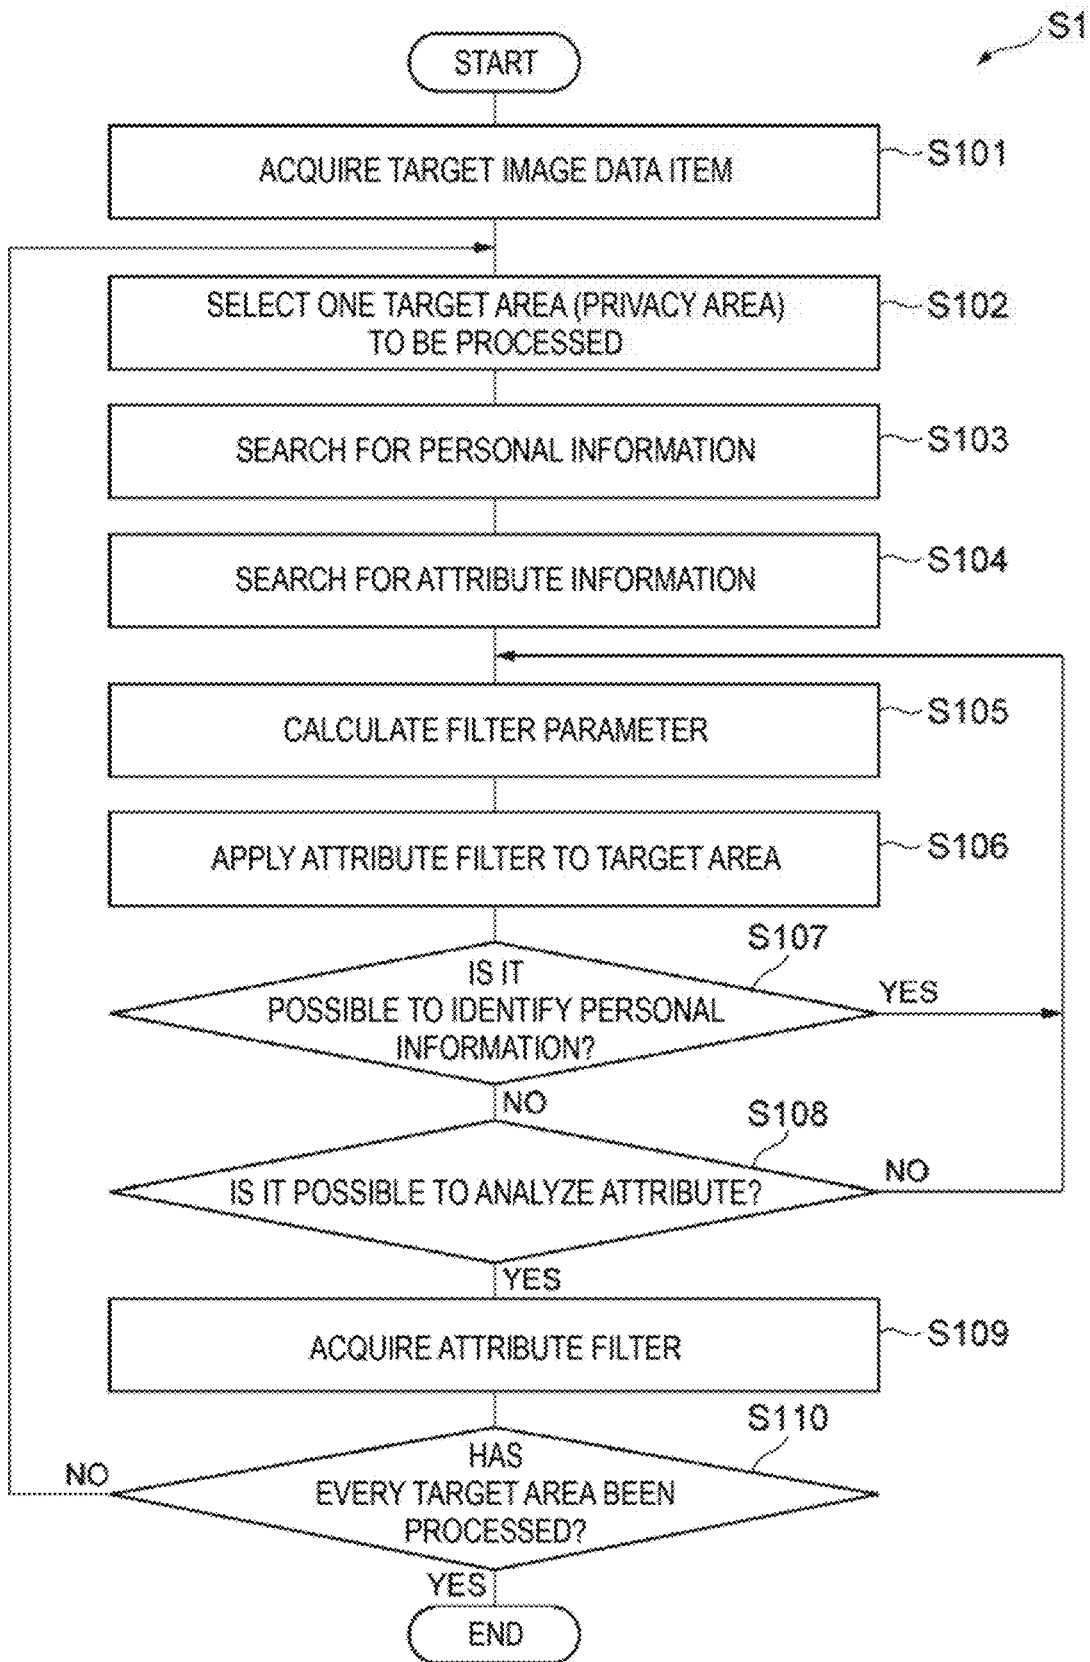 S1
START
ACQUIRE TARGET IMAGE DATA ITEM
S101
SELECT ONE TARGET AREA (PRIVACY AREA)
TO BE PROCESSED
S102
SEARCH FOR PERSONAL INFORMATION
S103
SEARCH FOR ATTRIBUTE INFORMATION
S104
CALCULATE FILTER PARAMETER
S105
APPLY ATTRIBUTE FILTER TO TARGET AREA
S106
S107
IS IT
POSSIBLE TO IDENTIFY PERSONAL
INFORMATION?
YES
NO
S108
IS IT POSSIBLE TO ANALYZE ATTRIBUTE?
NO
YES
ACQUIRE ATTRIBUTE FILTER
S109
S110
HAS
EVERY TARGET AREA BEEN
PROCESSED?
NO
YES
END